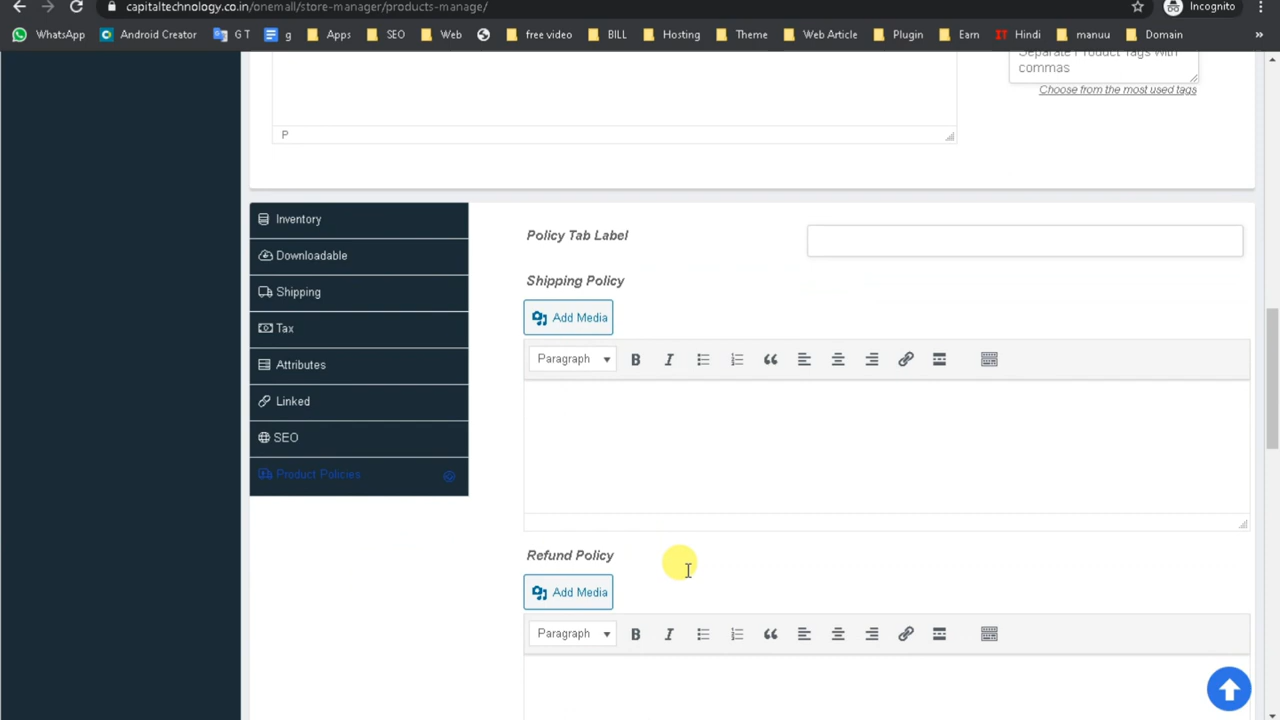 capitaltechnology.co.in/onemall/store-manager/products-manage/
Incognito
WhatsApp
Android Creator
G T
g
Apps
SEO
Web
free video
BILL
Hosting
Theme
Web Article
Plugin
Earn
IT Hindi
manuu
Domain
»
Separate Product Tags with
commas
Choose from the most used tags
P
Inventory
Downloadable
Shipping
Tax
Attributes
Linked
SEO
Product Policies
Policy Tab Label
Shipping Policy
Add Media
Paragraph
B
I
Refund Policy
Add Media
Paragraph
B
I